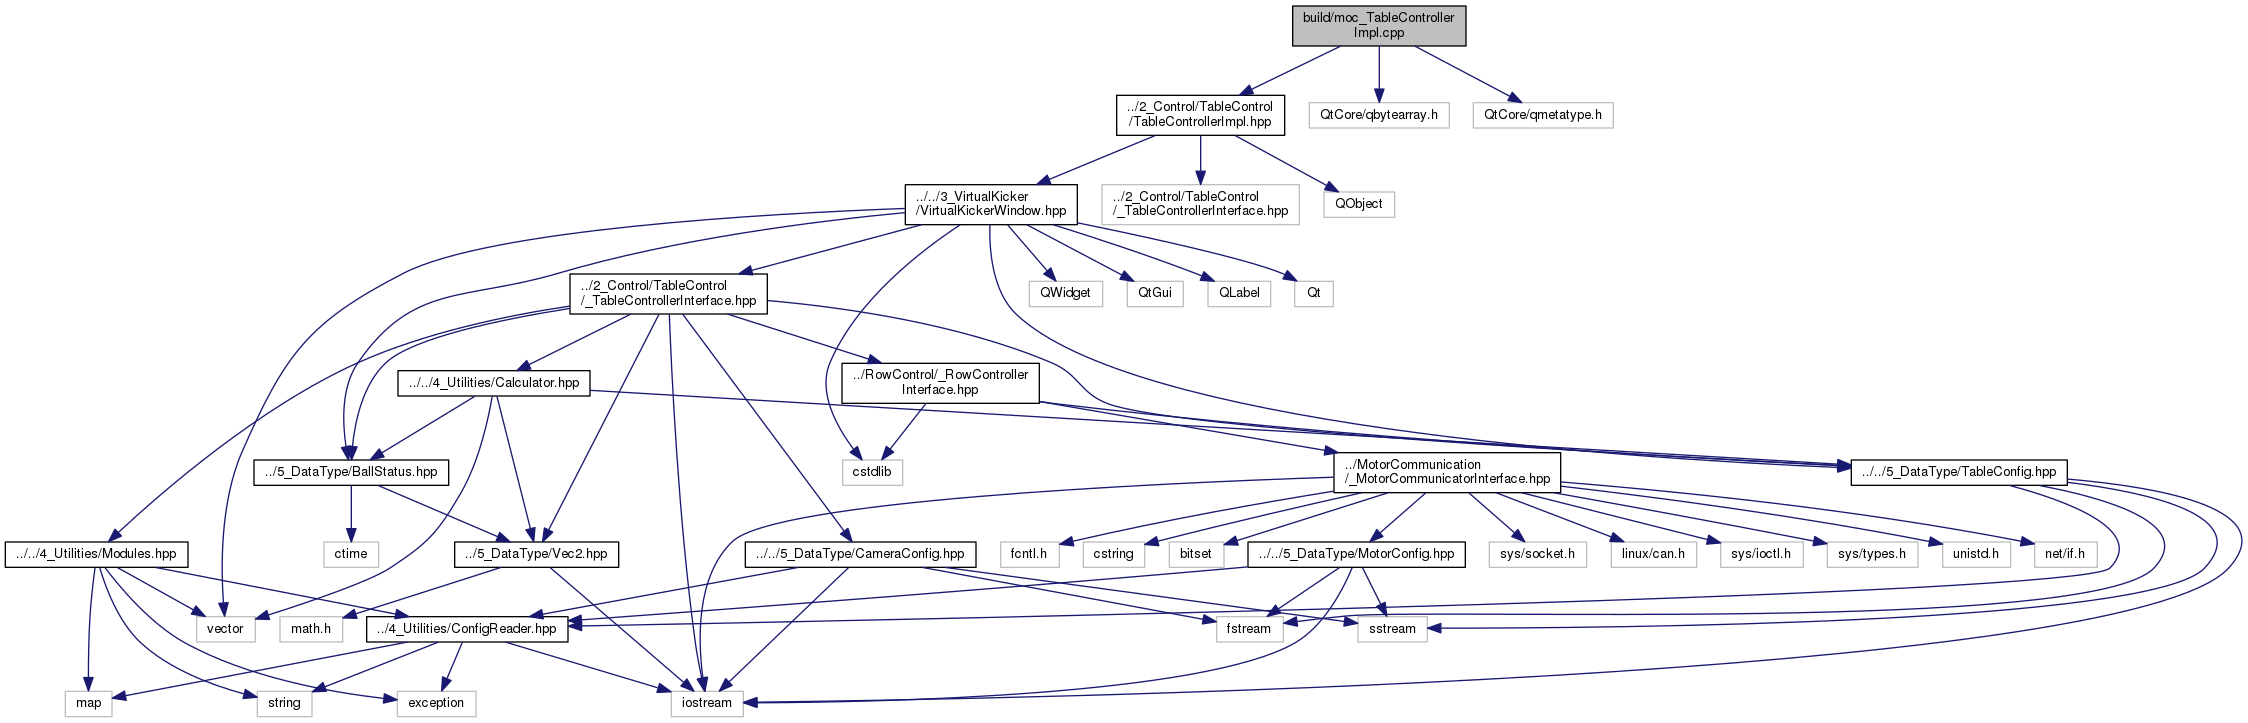 build/moc_TableController
Impl.cpp
../2_Control/TableControl
/TableControllerImpl.hpp
QtCore/qbytearray.h
QtCore/qmetatype.h
../../3_VirtualKicker
/VirtualKickerWindow.hpp
../2_Control/TableControl
/_TableControllerInterface.hpp
QObject
../2_Control/TableControl
/_TableControllerInterface.hpp
QWidget
QtGui
QLabel
Qt
../../4_Utilities/Calculator.hpp
../RowControl/_RowController
Interface.hpp
../5_DataType/BallStatus.hpp
cstdlib
../MotorCommunication
/_MotorCommunicatorInterface.hpp
../../5_DataType/TableConfig.hpp
../../4_Utilities/Modules.hpp
ctime
../5_DataType/Vec2.hpp
../../5_DataType/CameraConfig.hpp
fcntl.h
cstring
bitset
../../5_DataType/MotorConfig.hpp
sys/socket.h
linux/can.h
sys/ioctl.h
sys/types.h
unistd.h
net/if.h
vector
math.h
../4_Utilities/ConfigReader.hpp
fstream
sstream
map
string
exception
iostream